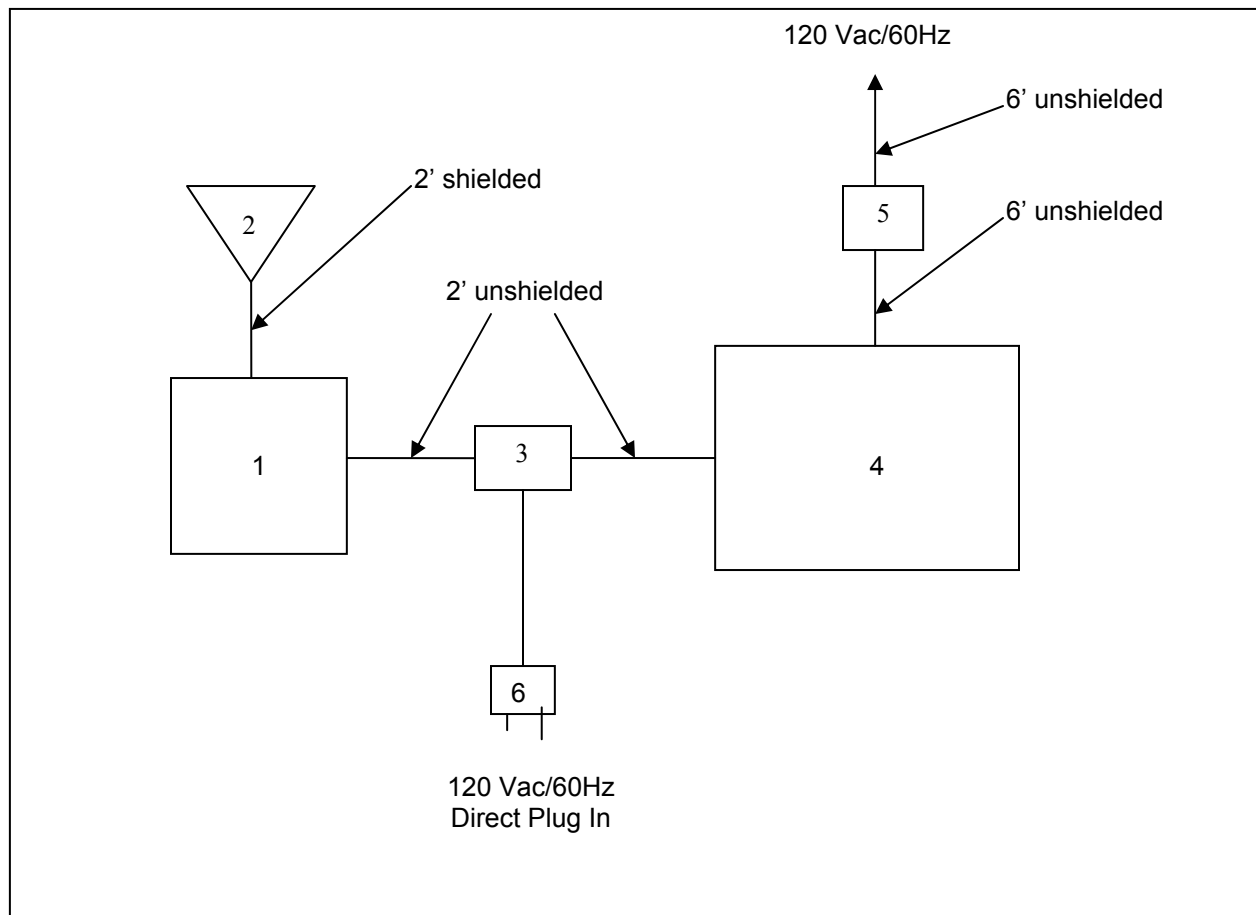 120 Vac/60Hz
6’ unshielded
2’ shielded
2
5
6’ unshielded
2’ unshielded
1
3
4
6
120 Vac/60Hz
Direct Plug In